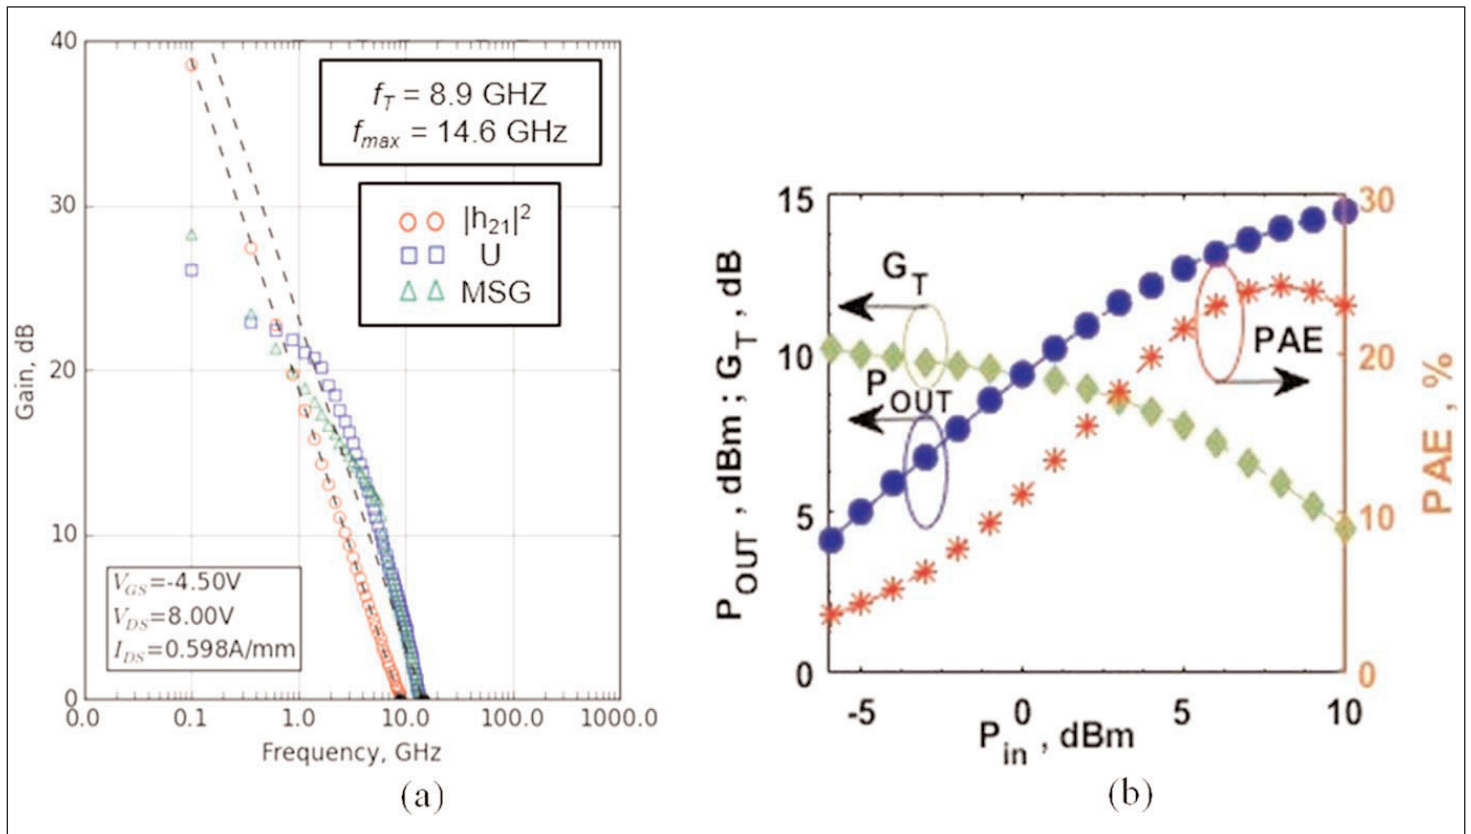 40
30
20
10
0
Gain, dB
f_T = 8.9 GHZ
f_max = 14.6 GHz
|h₂₁|²
U
MSG
V_GS=-4.50V
V_DS=8.00V
I_DS=0.598A/mm
0.0 0.1 1.0 10.0 100.0 1000.0
Frequency, GHz
(a)
15
10
5
0
P_OUT , dBm ; G_T , dB
G_T
P_OUT
PAE
30
20
10
0
PAE , %
-5 0 5 10
P_in , dBm
(b)